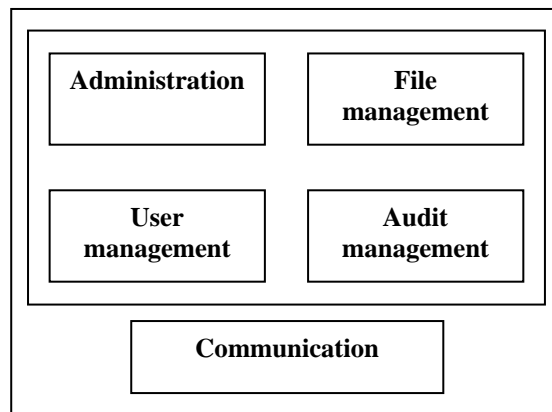 Administration
File
management
User
management
Audit
management
Communication